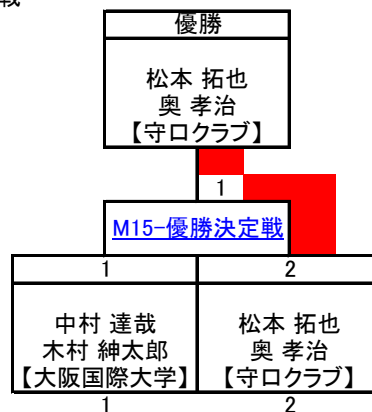 戦
優勝
松本 拓也
奥 孝治
【守口クラブ】
1
M15-優勝決定戦
1 2
中村 達哉 松本 拓也
木村 紳太郎 奥 孝治
【大阪国際大学】 【守口クラブ】
1 2